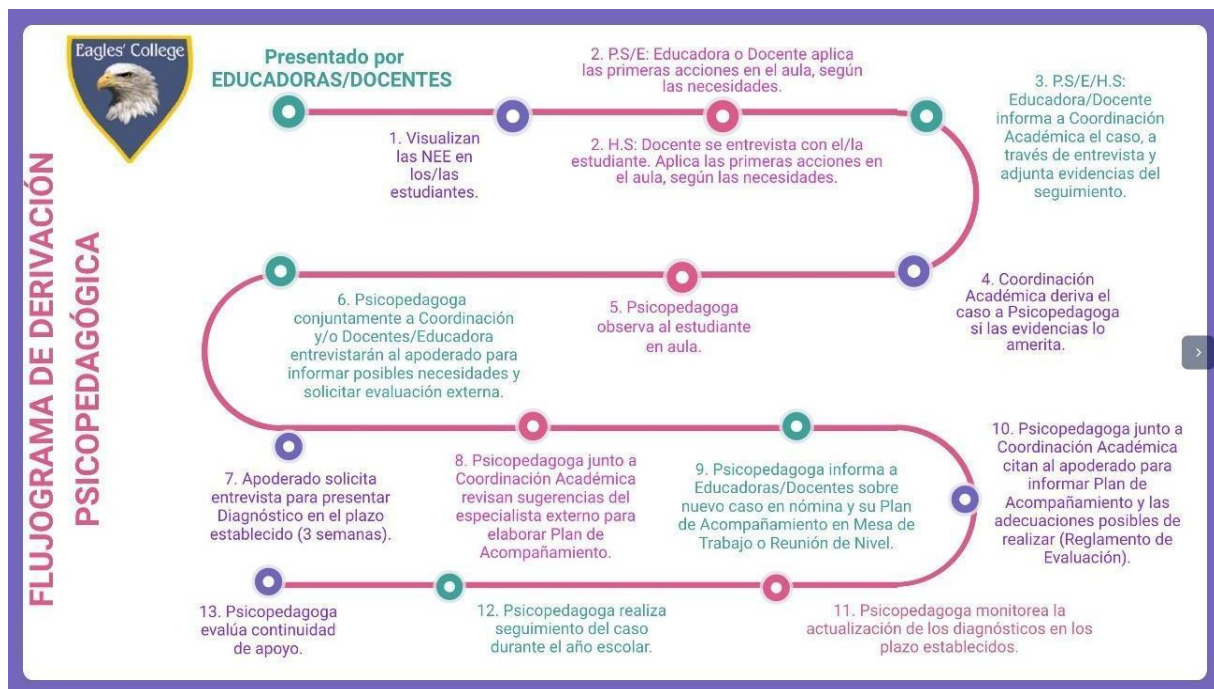 Eagles' College
FLUJOGRAMA DE DERIVACIÓN
PSICOPEDAGÓGICA
Presentado por
EDUCADORAS/DOCENTES
1. Visualizan
las NEE en
los/las
estudiantes.
2. P.S/E: Educadora o Docente aplica
las primeras acciones en el aula, según
las necesidades.
2. H.S: Docente se entrevista con el/la
estudiante. Aplica las primeras acciones en
el aula, según las necesidades.
3. P.S/E/H.S:
Educadora/Docente
informa a Coordinación
Académica el caso, a
través de entrevista y
adjunta evidencias del
seguimiento.
4. Coordinación
Académica deriva el
caso a Psicopedagoga
si las evidencias lo
amerita.
5. Psicopedagoga
observa al estudiante
en aula.
6. Psicopedagoga
conjuntamente a Coordinación
y/o Docentes/Educadora
entrevistarán al apoderado para
informar posibles necesidades y
solicitar evaluación externa.
7. Apoderado solicita
entrevista para presentar
Diagnóstico en el plazo
establecido (3 semanas).
8. Psicopedagoga junto a
Coordinación Académica
revisan sugerencias del
especialista externo para
elaborar Plan de
Acompañamiento.
9. Psicopedagoga informa a
Educadoras/Docentes sobre
nuevo caso en nómina y su Plan
de Acompañamiento en Mesa de
Trabajo o Reunión de Nivel.
10. Psicopedagoga junto a
Coordinación Académica
citan al apoderado para
informar Plan de
Acompañamiento y las
adecuaciones posibles de
realizar (Reglamento de
Evaluación).
11. Psicopedagoga monitorea la
actualización de los diagnósticos en los
plazo establecidos.
12. Psicopedagoga realiza
seguimiento del caso
durante el año escolar.
13. Psicopedagoga
evalúa continuidad
de apoyo.